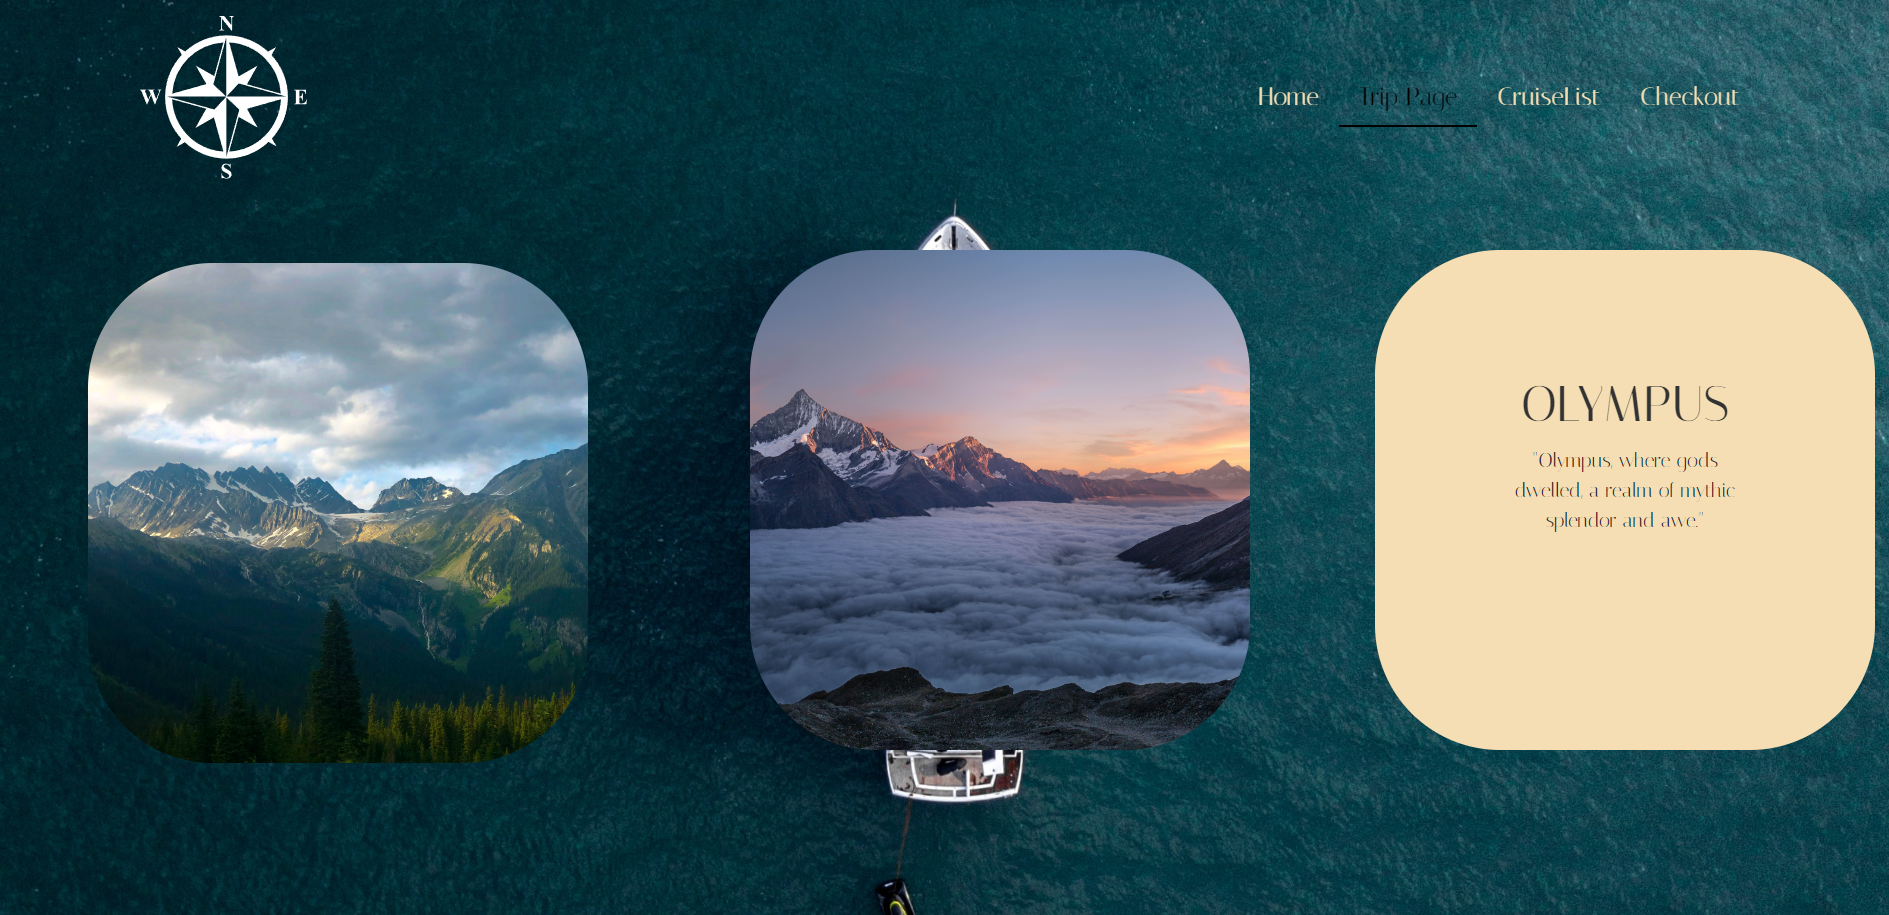 N
W E
S
Home Trip Page CruiseList Checkout
OLYMPUS
"Olympus, where gods
dwelled, a realm of mythic
splendor and awe."